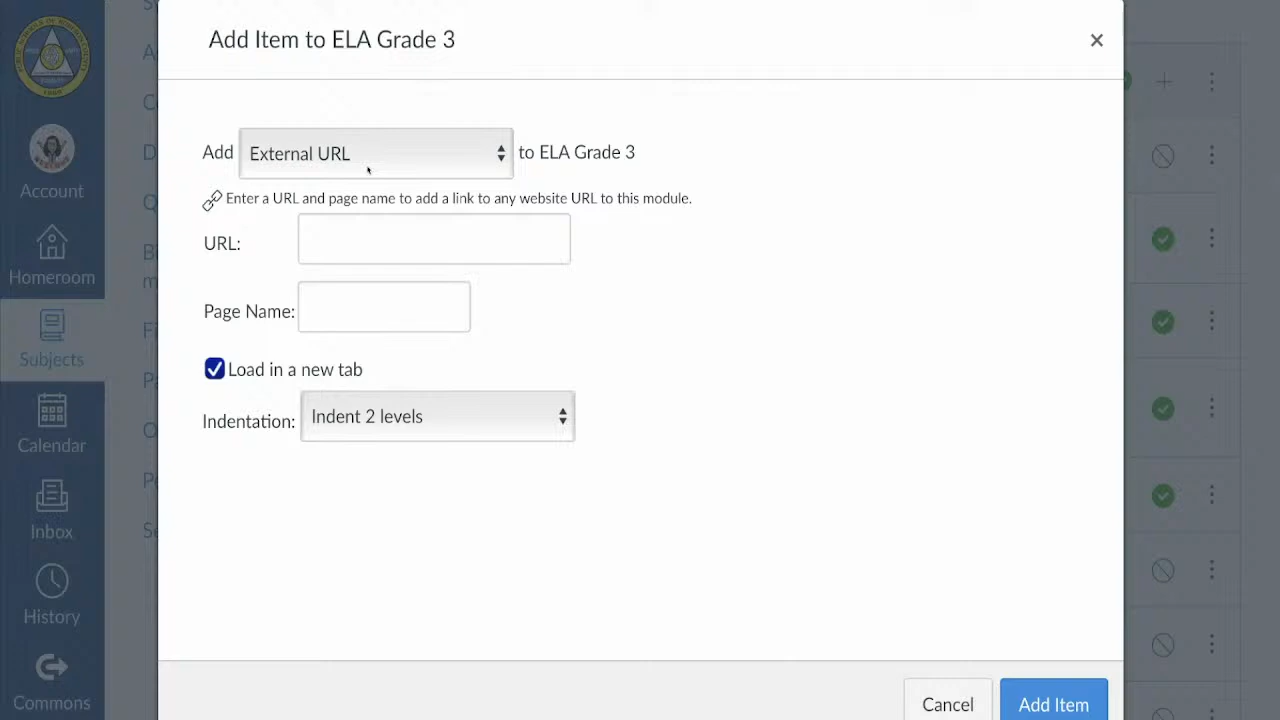 Add Item to ELA Grade 3
Add External URL to ELA Grade 3
Enter a URL and page name to add a link to any website URL to this module.
URL:
Page Name:
Load in a new tab
Indentation: Indent 2 levels
Cancel
Add Item
Account
Homeroom
Subjects
Calendar
Inbox
History
Commons